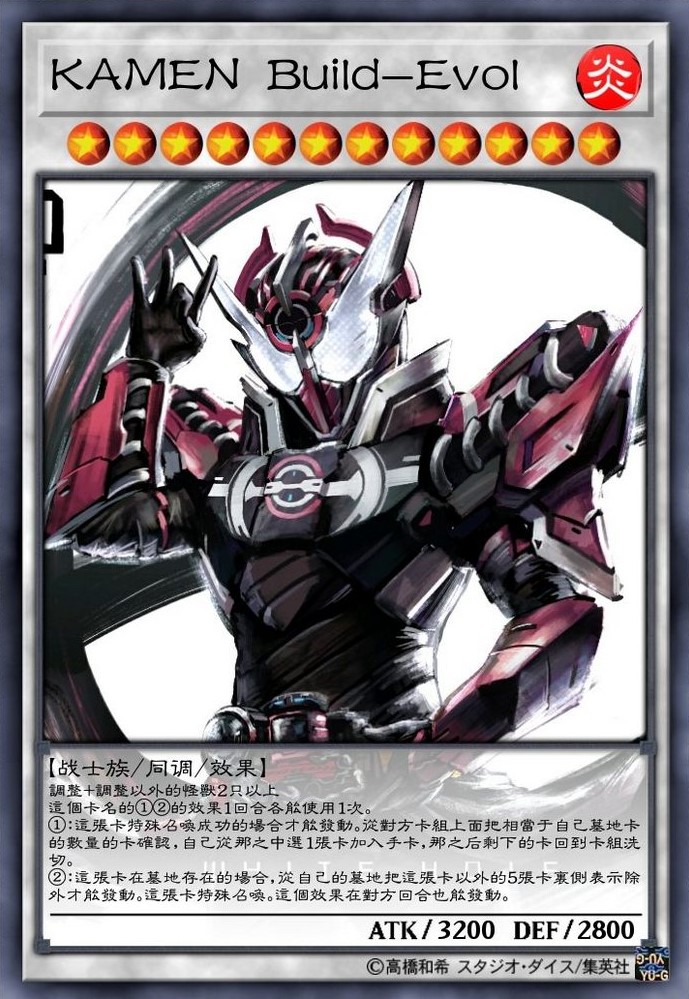 KAMEN Build-Evol
炎
【战士族/同调/效果】
調整+調整以外的怪獸2只以上
這個卡名的①②的效果1回合各能使用1次。
①:這張卡特殊召喚成功的場合才能發動。從對方卡組上面把相當于自己墓地卡
的數量的卡確認,自己從那之中選1張卡加入手卡,那之后剩下的卡回到卡組洗
切。
②:這張卡在墓地存在的場合,從自己的墓地把這張卡以外的5張卡裏側表示除
外才能發動。這張卡特殊召喚。這個效果在對方回合也能發動。
ATK/3200 DEF/2800
©高橋和希 スタジオ・ダイス/集英社